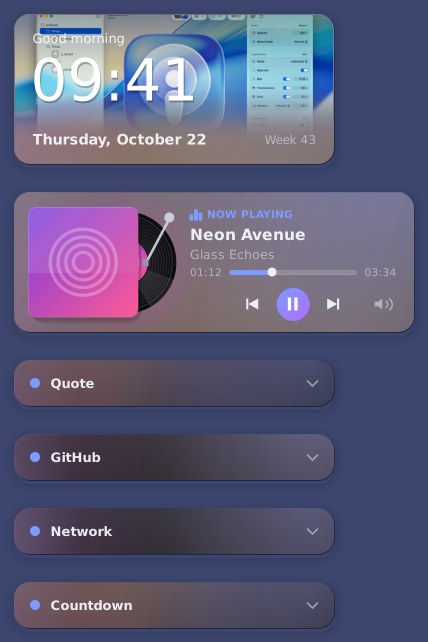 Good morning
09:41
Thursday, October 22
Week 43
NOW PLAYING
Neon Avenue
Glass Echoes
01:12
03:34
Quote
GitHub
Network
Countdown